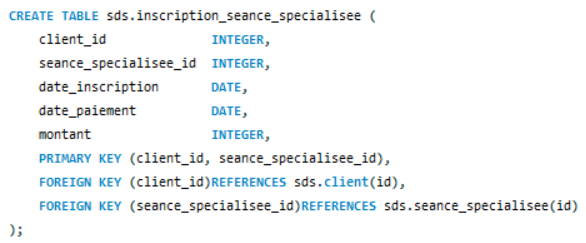 CREATE TABLE sds.inscription_seance_specialisee (
    client_id             INTEGER,
    seance_specialisee_id  INTEGER,
    date_inscription       DATE,
    date_paiement          DATE,
    montant                INTEGER,
    PRIMARY KEY (client_id, seance_specialisee_id),
    FOREIGN KEY (client_id)REFERENCES sds.client(id),
    FOREIGN KEY (seance_specialisee_id)REFERENCES sds.seance_specialisee(id)
);